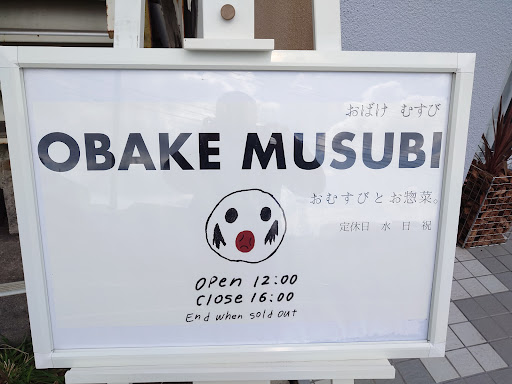 おばけ むすび
OBAKE MUSUBI
おむすびとお惣菜。
定休日 水 日 祝
OPen 12:00
Close 16:00
End when sold out